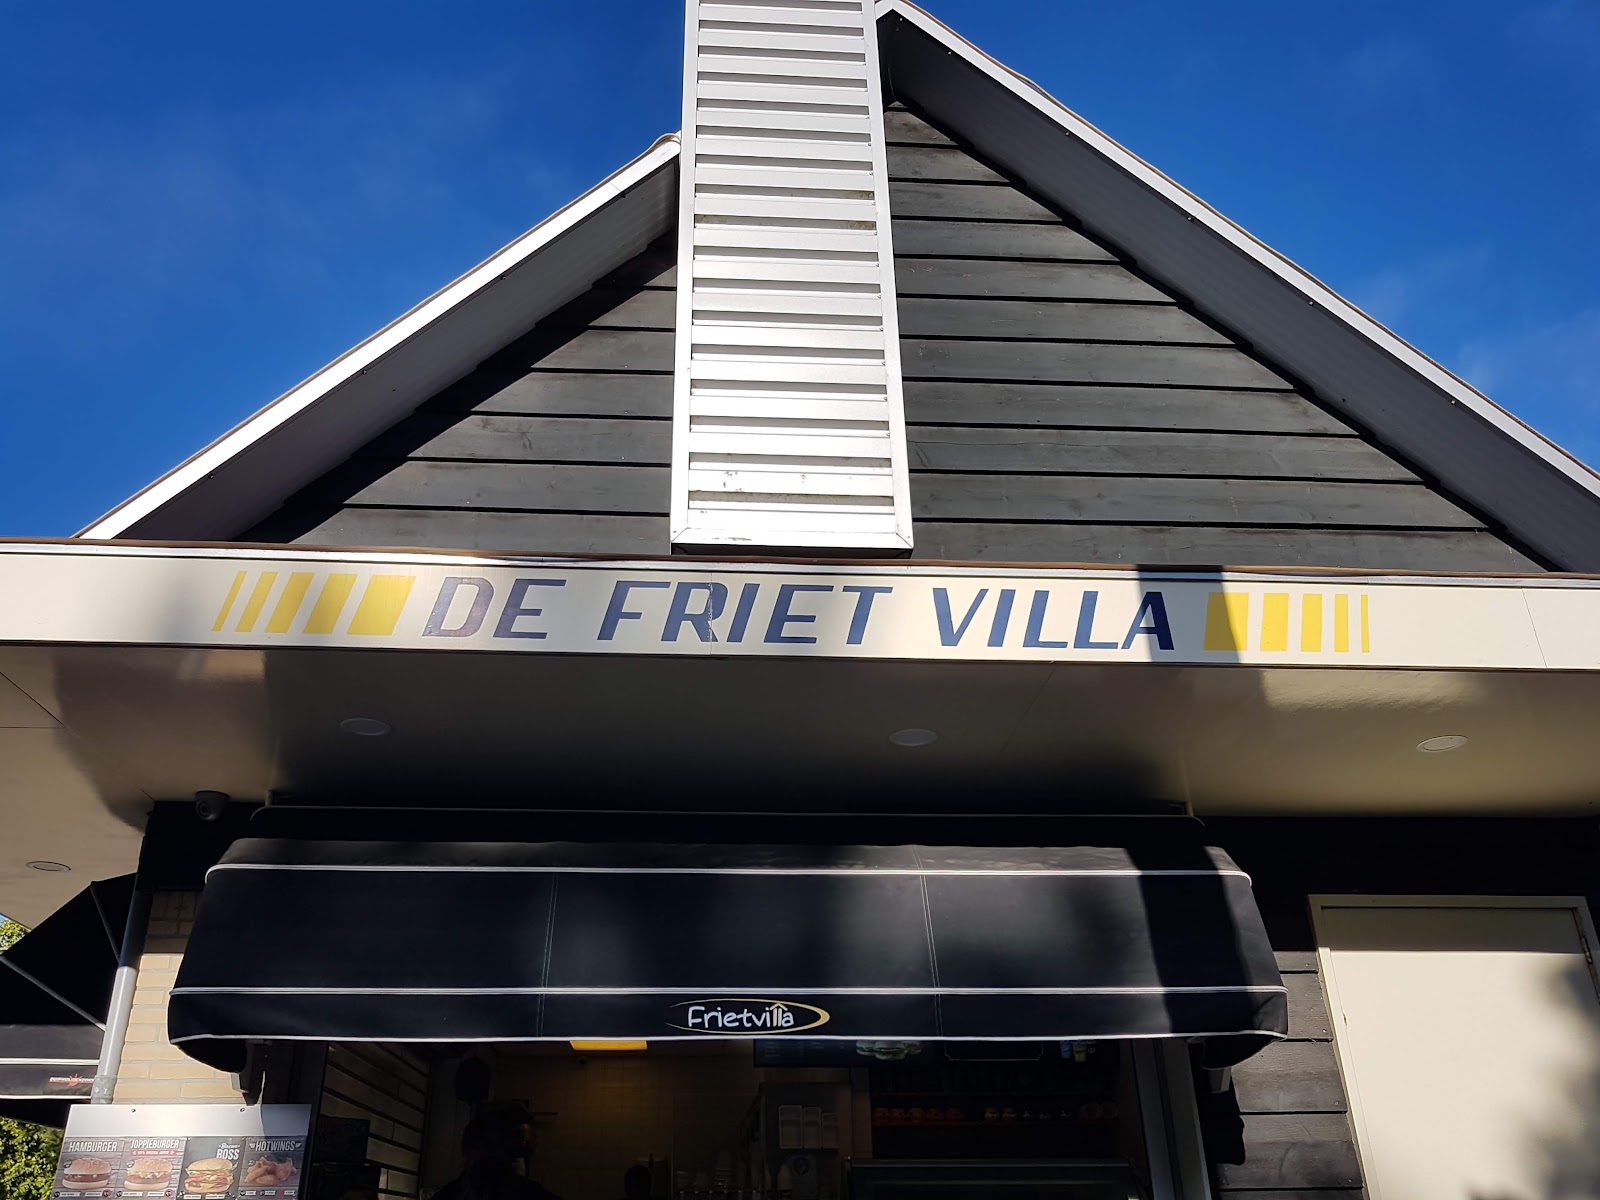 DE FRIET VILLA
Frietvilla
HAMBURGER
JOPPIEBURGER
BOSS
HOTWINGS